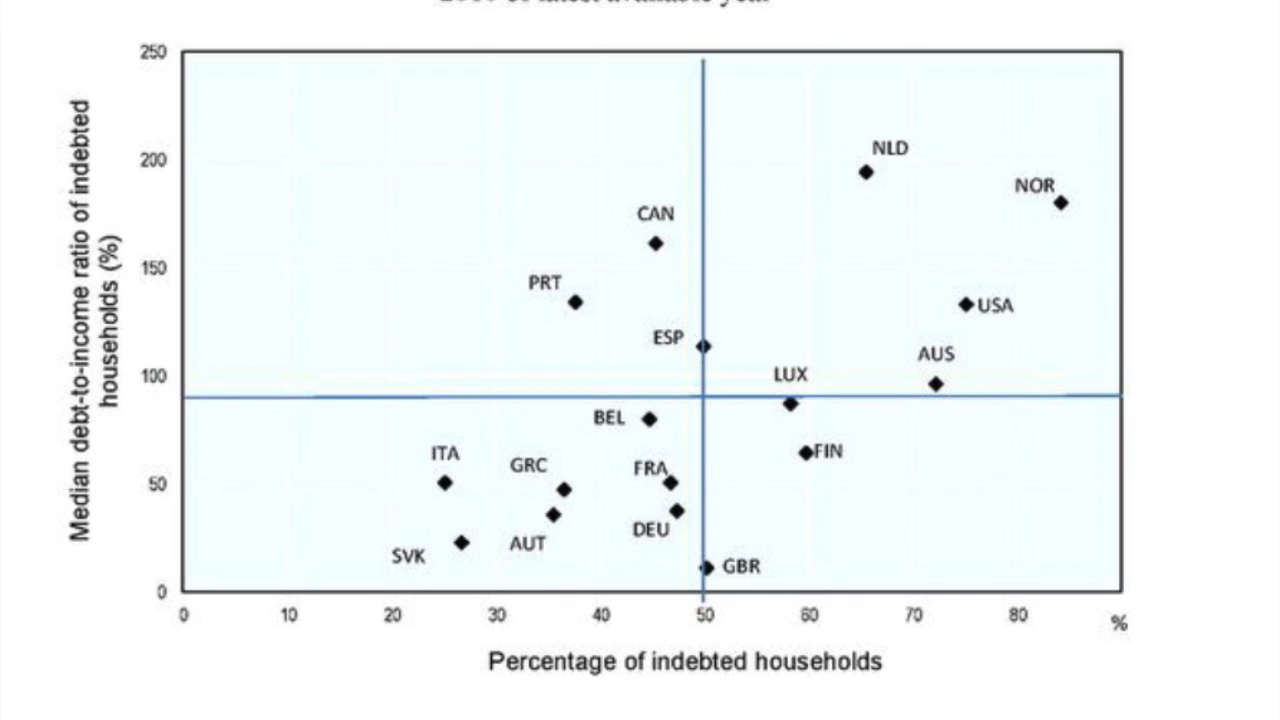 250
200
150
100
50
0
Median debt-to-income ratio of indebted
households (%)
NLD
NOR
CAN
PRT
USA
ESP
AUS
LUX
BEL
FIN
ITA
GRC
FRA
DEU
AUT
SVK
GBR
0 10 20 30 40 50 60 70 80 %
Percentage of indebted households